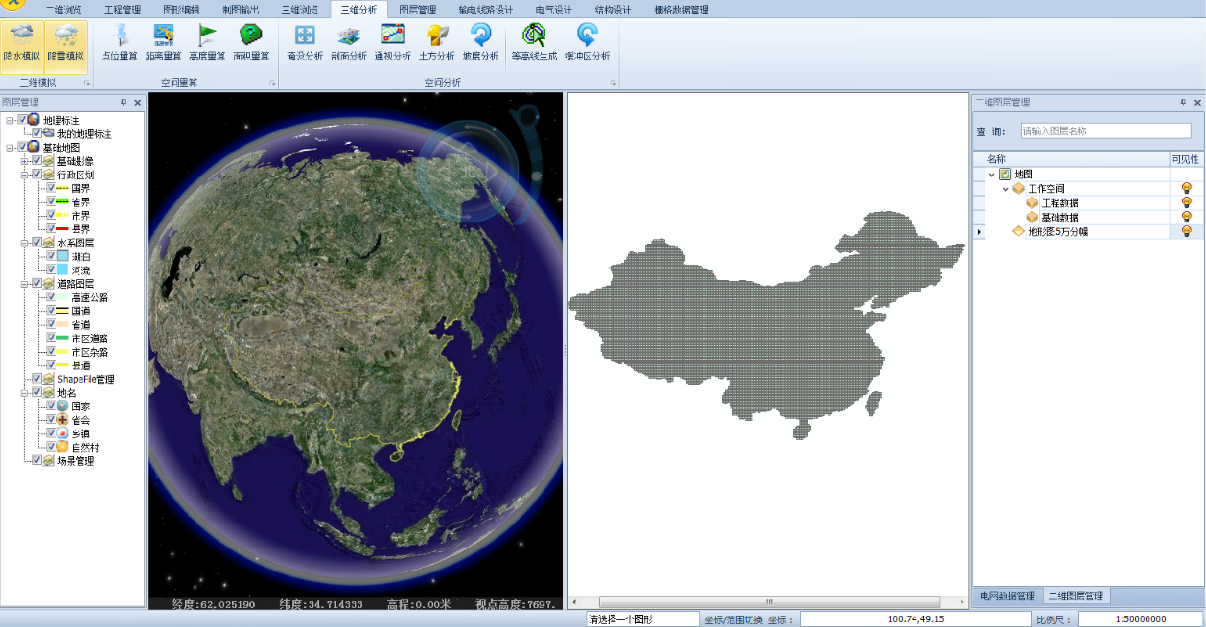 二维浏览 工程管理 图形编辑 制图输出 三维浏览 三维分析 图层管理 输电线路设计 电气设计 结构设计 栅格数据管理
降水模拟 降雪模拟 点位量算 距离量算 高度量算 面积量算 剖面分析 通视分析 土方分析 坡度分析 等高线生成 缓冲区分析
三维模拟 空间量算 空间分析
图层管理
地理标注
我的地理标注
基础地图
基础影像
行政区划
国界
省界
市界
县界
水系图层
湖泊
河流
道路图层
高速公路
国道
省道
市区道路
市区杂路
县道
ShapeFile管理
地名
国家
省会
乡镇
自然村
场景管理
北
经度:62.025190 纬度:34.714333 高程:0.00米 视点高度:7697.
二维图层管理
查 询: 请输入图层名称
名称 可见性
地图
工作空间
工程数据
基础数据
地形图5万分幅
电网数据管理 二维图层管理
请选择一个图形 坐标/范围切换 坐标: 100.74,49.15 比例尺: 1:50000000